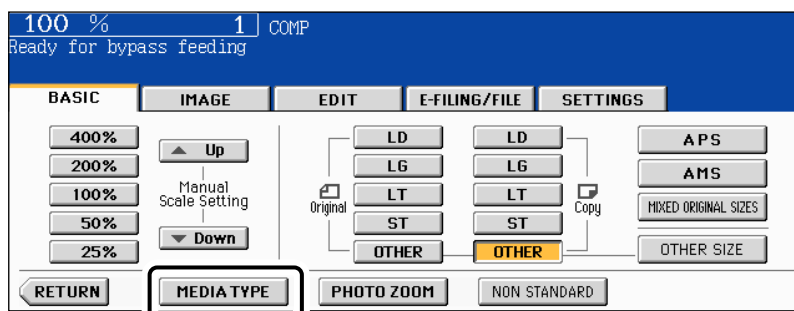 100 % 1 COMP
Ready for bypass feeding
BASIC IMAGE EDIT E-FILING/FILE SETTINGS
400% Up LD LD APS
200% LG LG AMS
100% Manual Scale Setting Original LT LT Copy MIXED ORIGINAL SIZES
50% ST ST
25% Down OTHER OTHER OTHER SIZE
RETURN MEDIA TYPE PHOTO ZOOM NON STANDARD